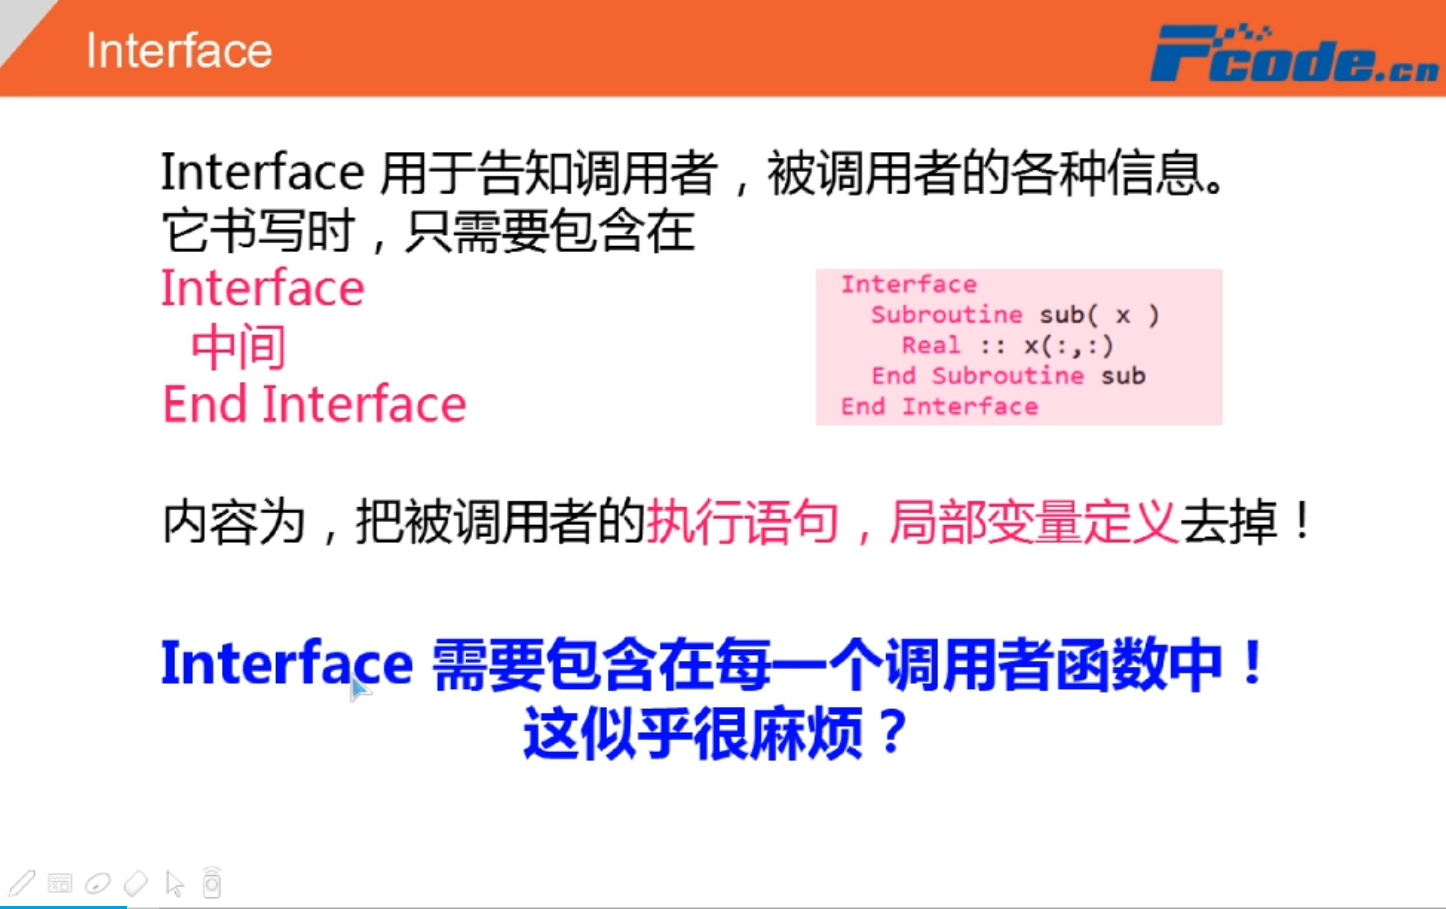 Interface
Fcode.cn
Interface 用于告知调用者，被调用者的各种信息。
它书写时，只需要包含在
Interface
中间
End Interface
Interface
Subroutine sub( x )
Real :: x(:,:)
End Subroutine sub
End Interface
内容为，把被调用者的执行语句，局部变量定义去掉！
Interface 需要包含在每一个调用者函数中！
这似乎很麻烦？